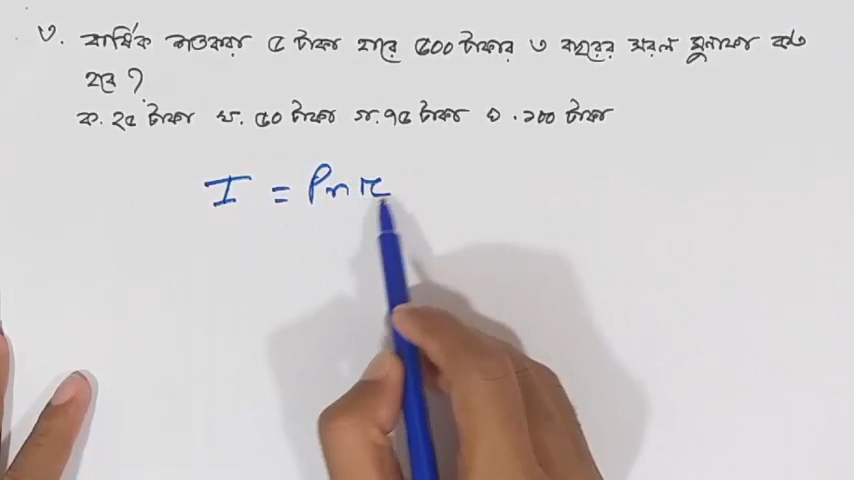 ৩. বার্ষিক শতকরা ৫ টাকা হারে ৫০০ টাকার ৩ বছরের সরল মুনাফা কত
হবে ?
ক. ২৫ টাকা খ. ৫০ টাকা গ. ৭৫ টাকা ঘ. ১০০ টাকা
I = Pnr